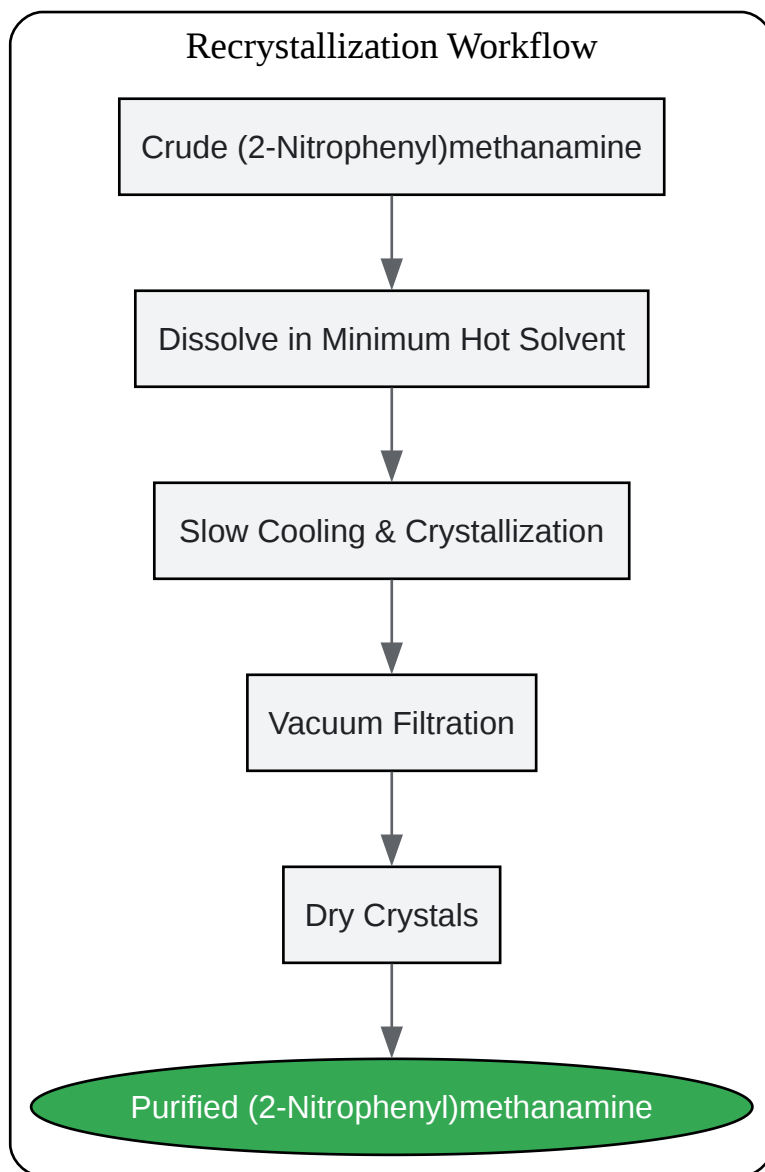 Recrystallization Workflow
Crude (2-Nitrophenyl)methanamine
Dissolve in Minimum Hot Solvent
Slow Cooling & Crystallization
Vacuum Filtration
Dry Crystals
Purified (2-Nitrophenyl)methanamine